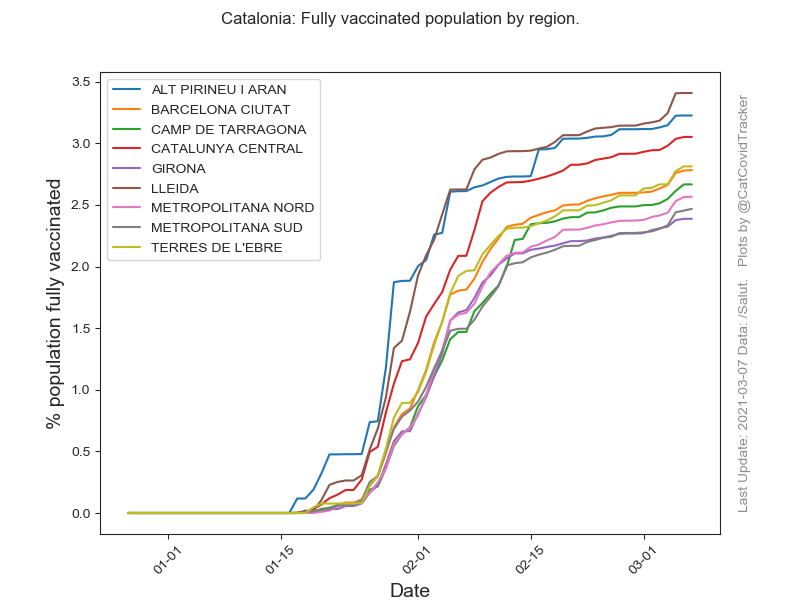 Catalonia: Fully vaccinated population by region.
ALT PIRINEU I ARAN
BARCELONA CIUTAT
CAMP DE TARRAGONA
CATALUNYA CENTRAL
GIRONA
LLEIDA
METROPOLITANA NORD
METROPOLITANA SUD
TERRES DE L'EBRE
3.5
3.0
2.5
2.0
1.5
1.0
0.5
0.0
% population fully vaccinated
01-01
01-15
02-01
02-15
03-01
Date
Last Update: 2021-03-07 Data: /Salut    Plots by @CatCovidTracker